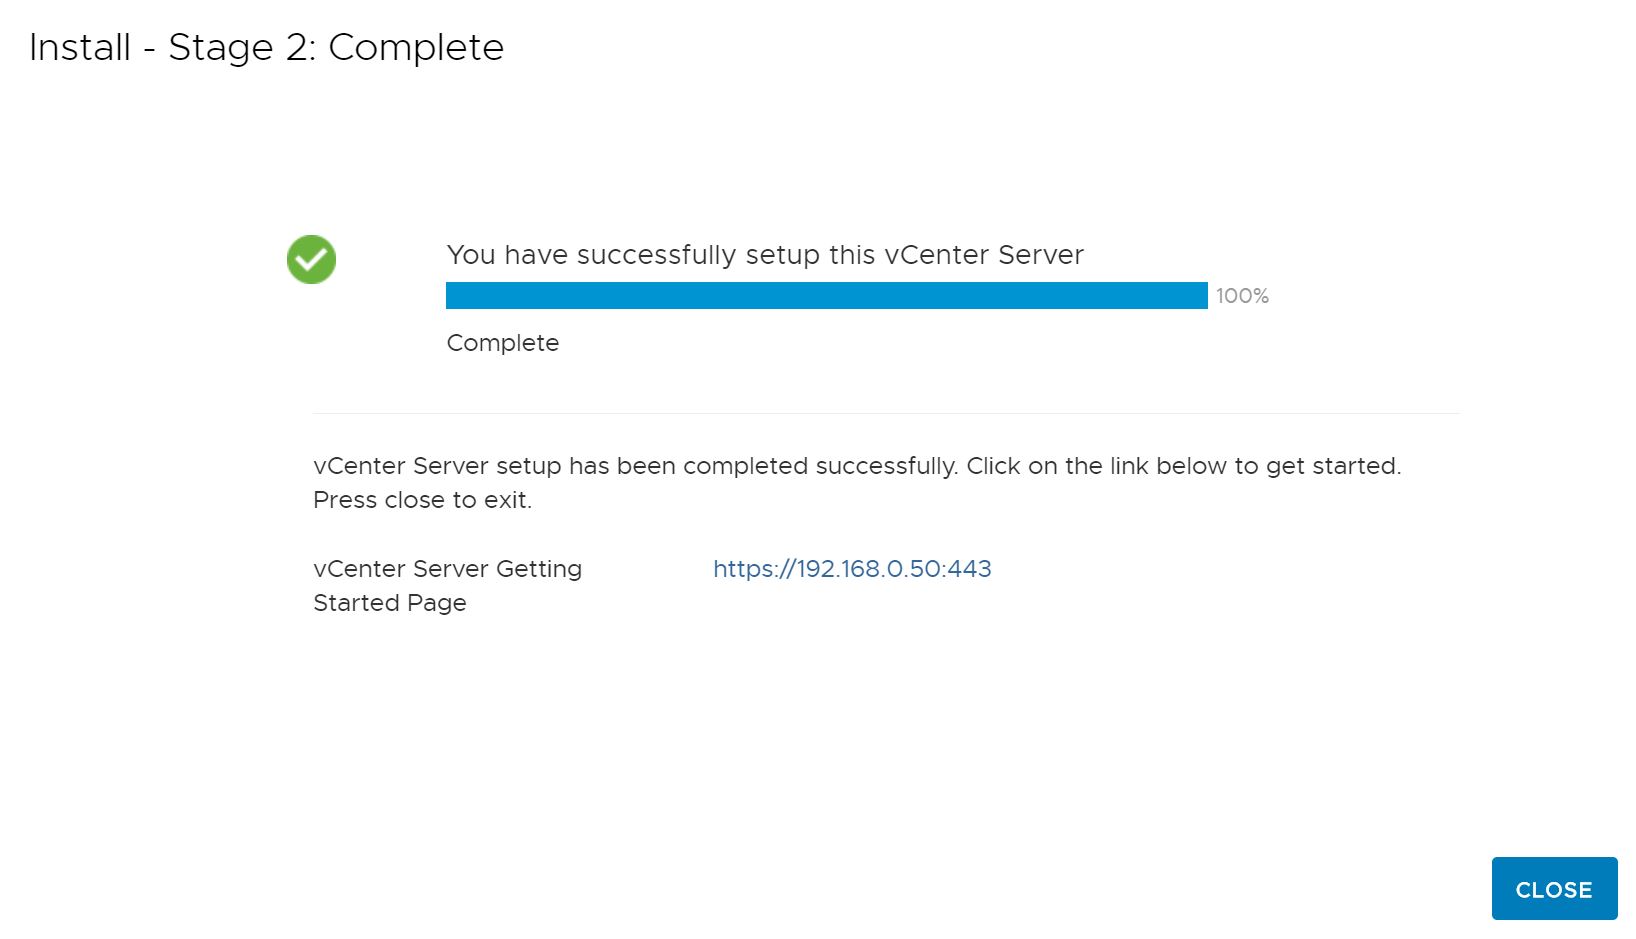 Install - Stage 2: Complete
You have successfully setup this vCenter Server
100%
Complete
vCenter Server setup has been completed successfully. Click on the link below to get started.
Press close to exit.
vCenter Server Getting https://192.168.0.50:443
Started Page
CLOSE